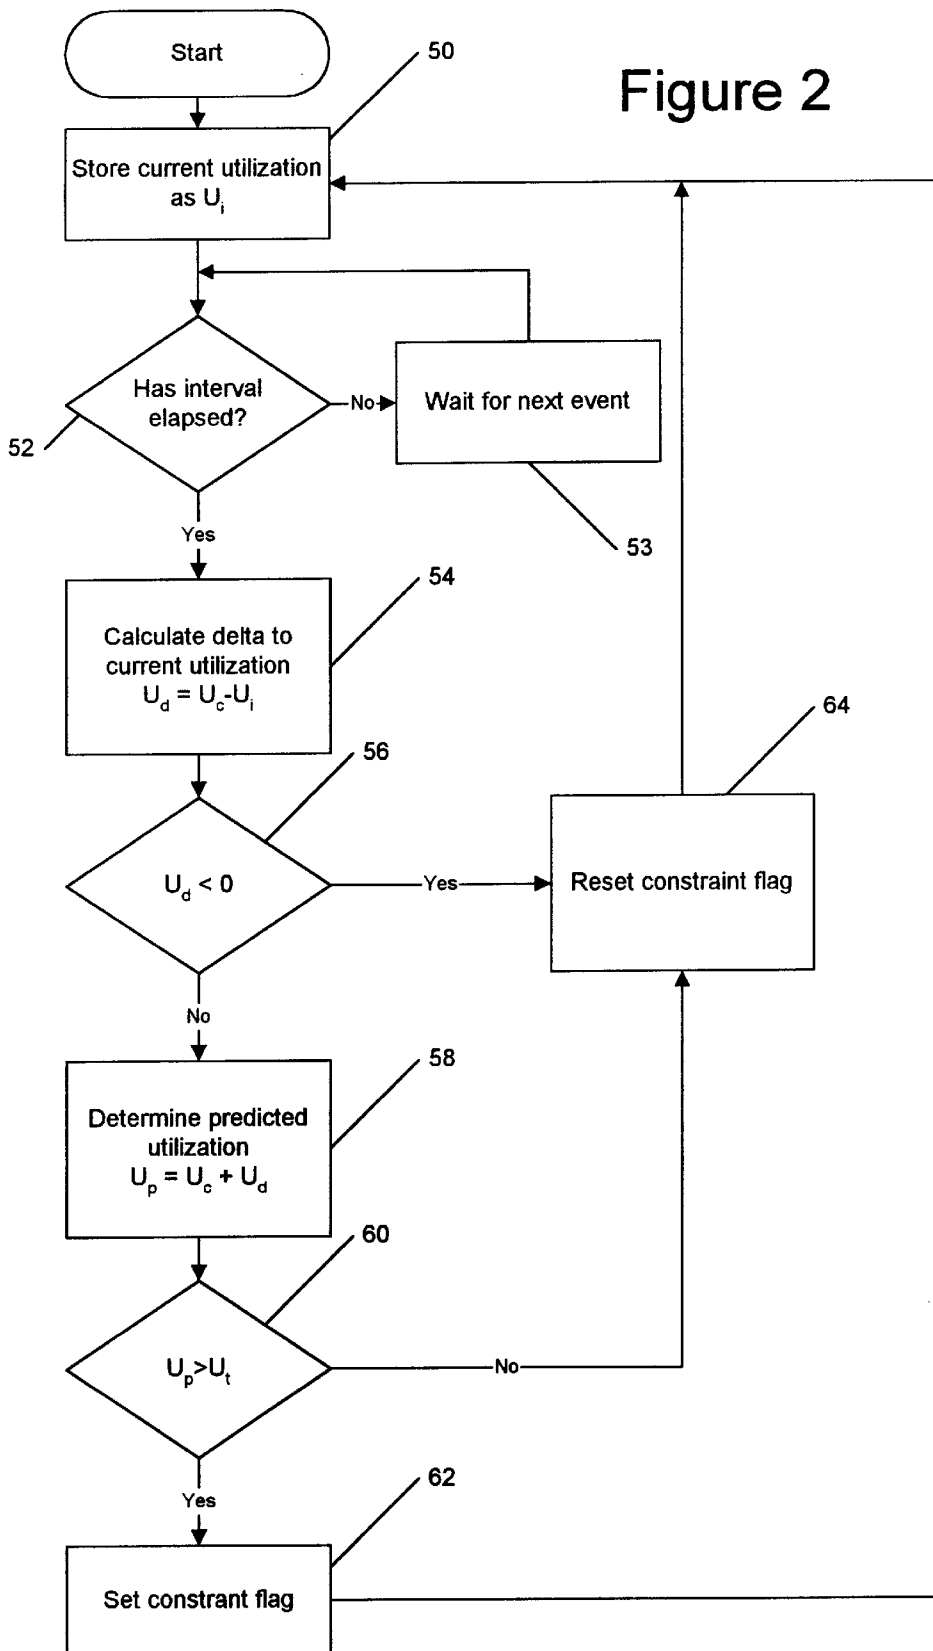 Start
50
Figure 2
Store current utilization
as Uᵢ
Has interval
elapsed?
No
Wait for next event
52
53
Yes
54
Calculate delta to
current utilization
U_d = U_c-U_i
56
64
U_d < 0
Yes
Reset constraint flag
No
58
Determine predicted
utilization
U_p = U_c + U_d
60
U_p>U_t
No
Yes
62
Set constrant flag